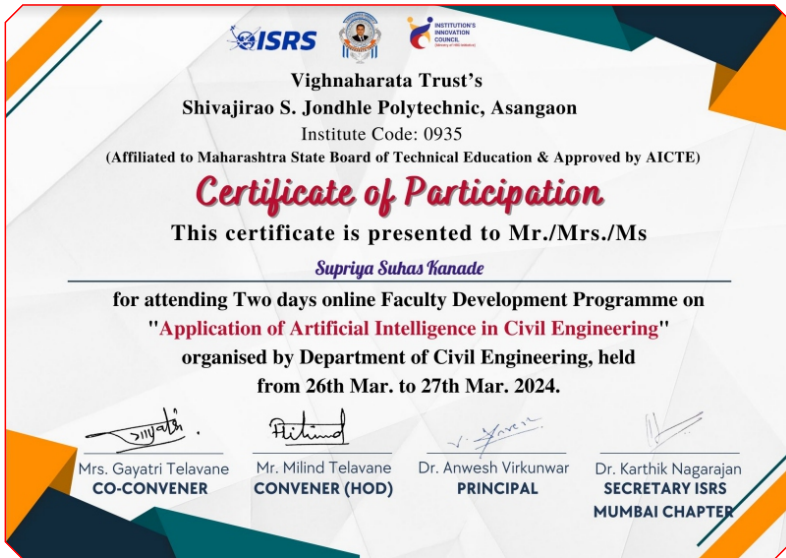 ISRS
INSTITUTION'S
INNOVATION
COUNCIL
(Ministry of HRD Initiative)
Vighnaharata Trust's
Shivajirao S. Jondhle Polytechnic, Asangaon
Institute Code: 0935
(Affiliated to Maharashtra State Board of Technical Education & Approved by AICTE)
Certificate of Participation
This certificate is presented to Mr./Mrs./Ms
Supriya Suhas Kanade
for attending Two days online Faculty Development Programme on
"Application of Artificial Intelligence in Civil Engineering"
organised by Department of Civil Engineering, held
from 26th Mar. to 27th Mar. 2024.
Mrs. Gayatri Telavane
CO-CONVENER
Mr. Milind Telavane
CONVENER (HOD)
Dr. Anwesh Virkunwar
PRINCIPAL
Dr. Karthik Nagarajan
SECRETARY ISRS
MUMBAI CHAPTER